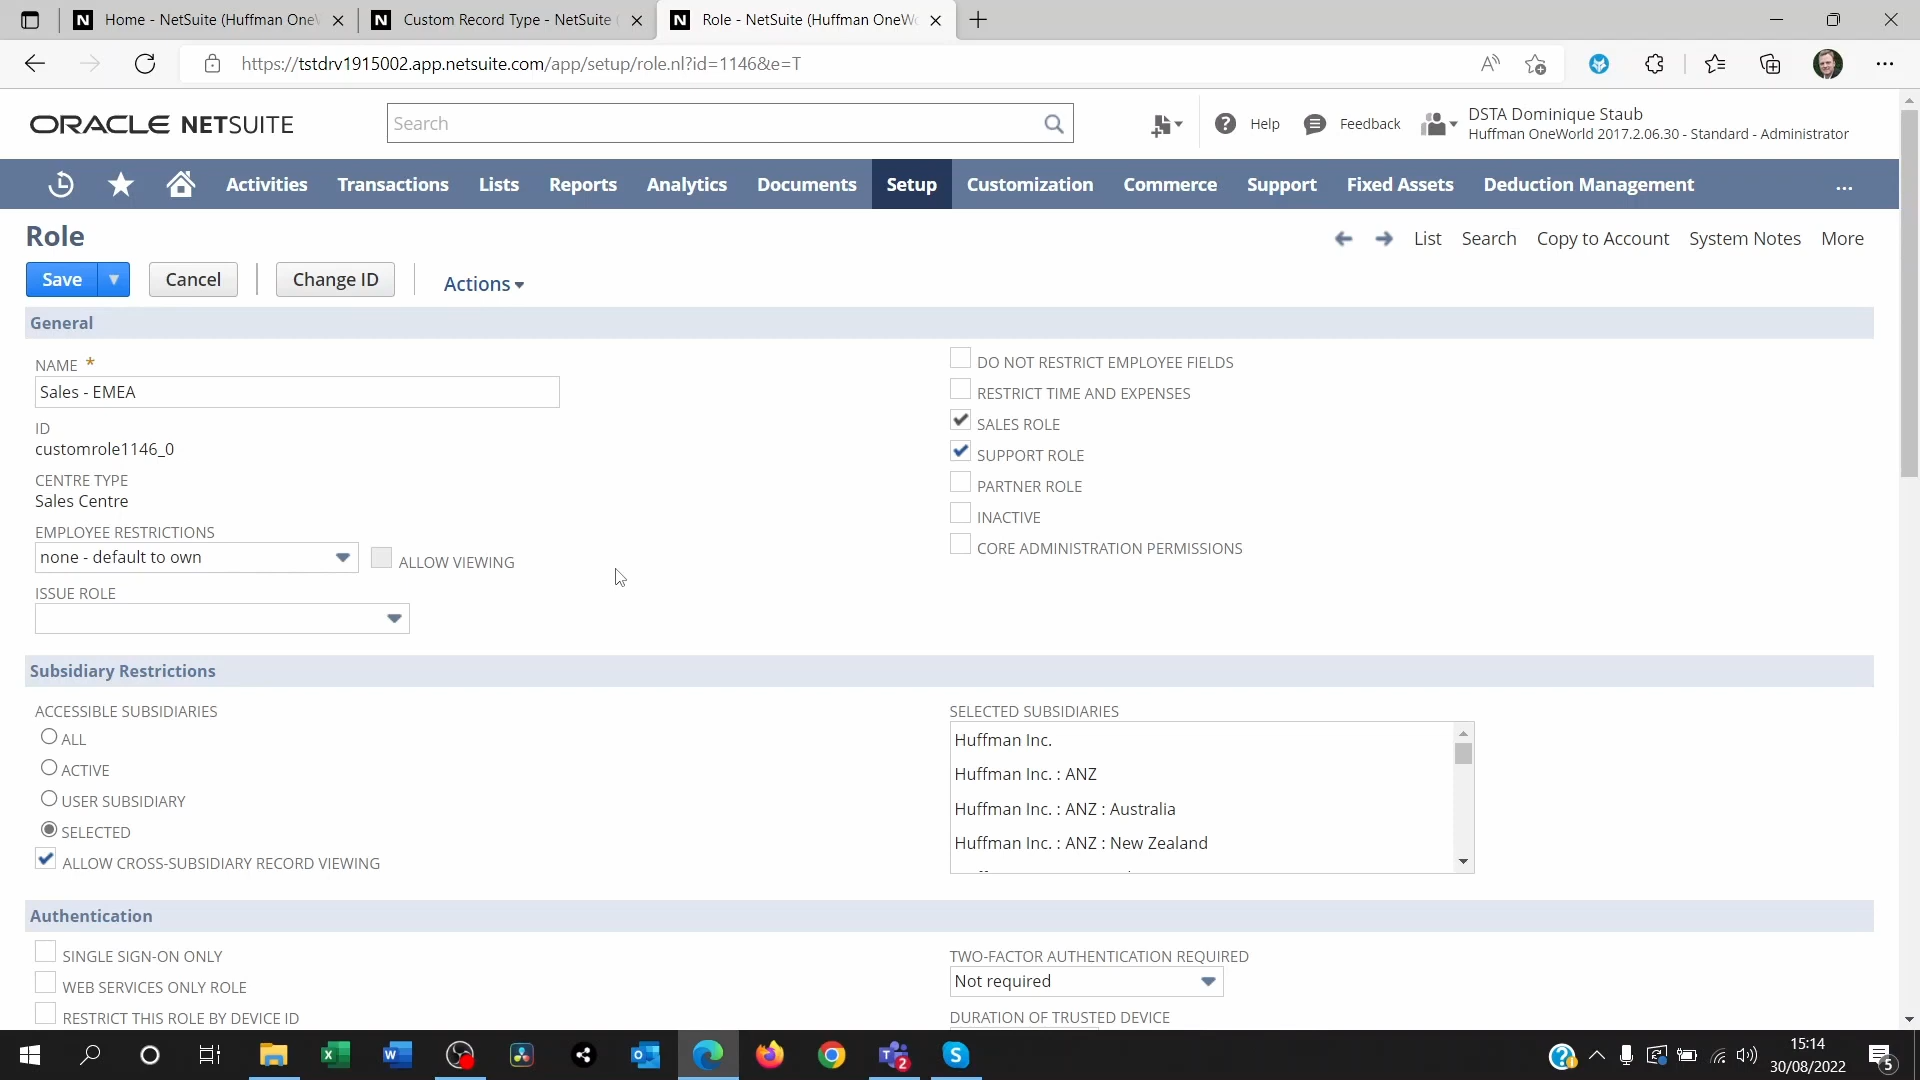 Home - NetSuite (Huffman OneW
Custom Record Type - NetSuite (
Role - NetSuite (Huffman OneWo
https://tstdrv1915002.app.netsuite.com/app/setup/role.nl?id=1146&e=T
ORACLE NETSUITE
Search
Help
Feedback
DSTA Dominique Staub
Huffman OneWorld 2017.2.06.30 - Standard - Administrator
Activities
Transactions
Lists
Reports
Analytics
Documents
Setup
Customization
Commerce
Support
Fixed Assets
Deduction Management
...
Role
List
Search
Copy to Account
System Notes
More
Save
Cancel
Change ID
Actions
General
NAME *
Sales - EMEA
ID
customrole1146_0
CENTRE TYPE
Sales Centre
EMPLOYEE RESTRICTIONS
none - default to own
ALLOW VIEWING
ISSUE ROLE
DO NOT RESTRICT EMPLOYEE FIELDS
RESTRICT TIME AND EXPENSES
SALES ROLE
SUPPORT ROLE
PARTNER ROLE
INACTIVE
CORE ADMINISTRATION PERMISSIONS
Subsidiary Restrictions
ACCESSIBLE SUBSIDIARIES
ALL
ACTIVE
USER SUBSIDIARY
SELECTED
ALLOW CROSS-SUBSIDIARY RECORD VIEWING
SELECTED SUBSIDIARIES
Huffman Inc.
Huffman Inc. : ANZ
Huffman Inc. : ANZ : Australia
Huffman Inc. : ANZ : New Zealand
Authentication
SINGLE SIGN-ON ONLY
WEB SERVICES ONLY ROLE
RESTRICT THIS ROLE BY DEVICE ID
TWO-FACTOR AUTHENTICATION REQUIRED
Not required
DURATION OF TRUSTED DEVICE
15:14
30/08/2022
2
5